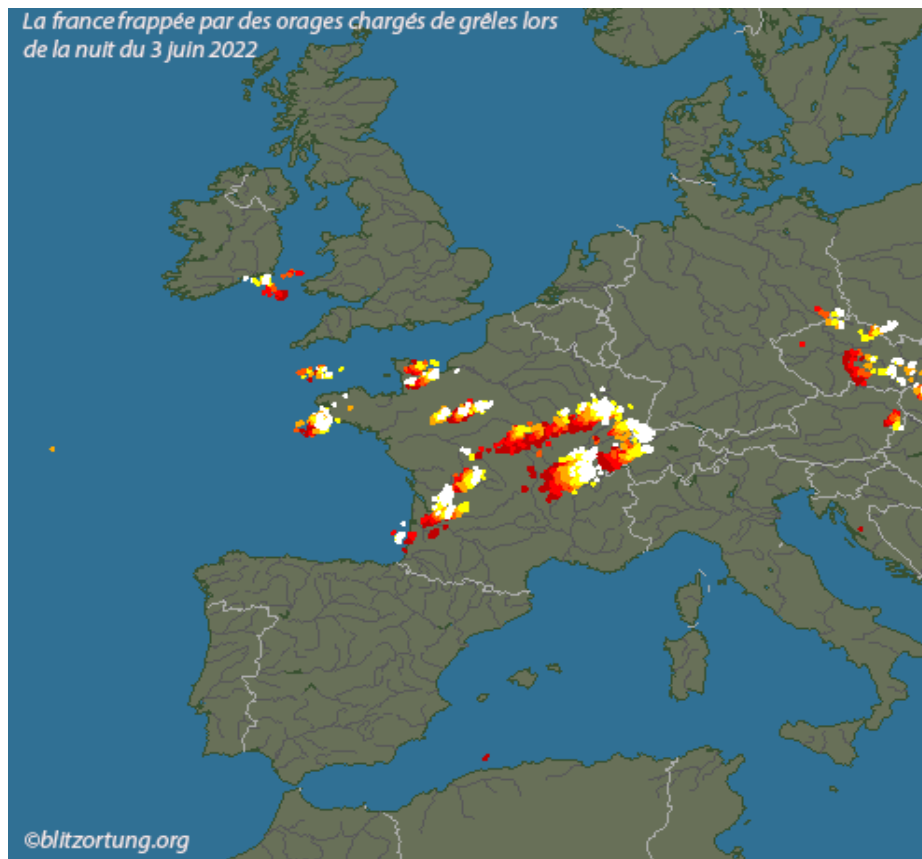 La france frappée par des orages chargés de grêles lors
de la nuit du 3 juin 2022
©blitzortung.org